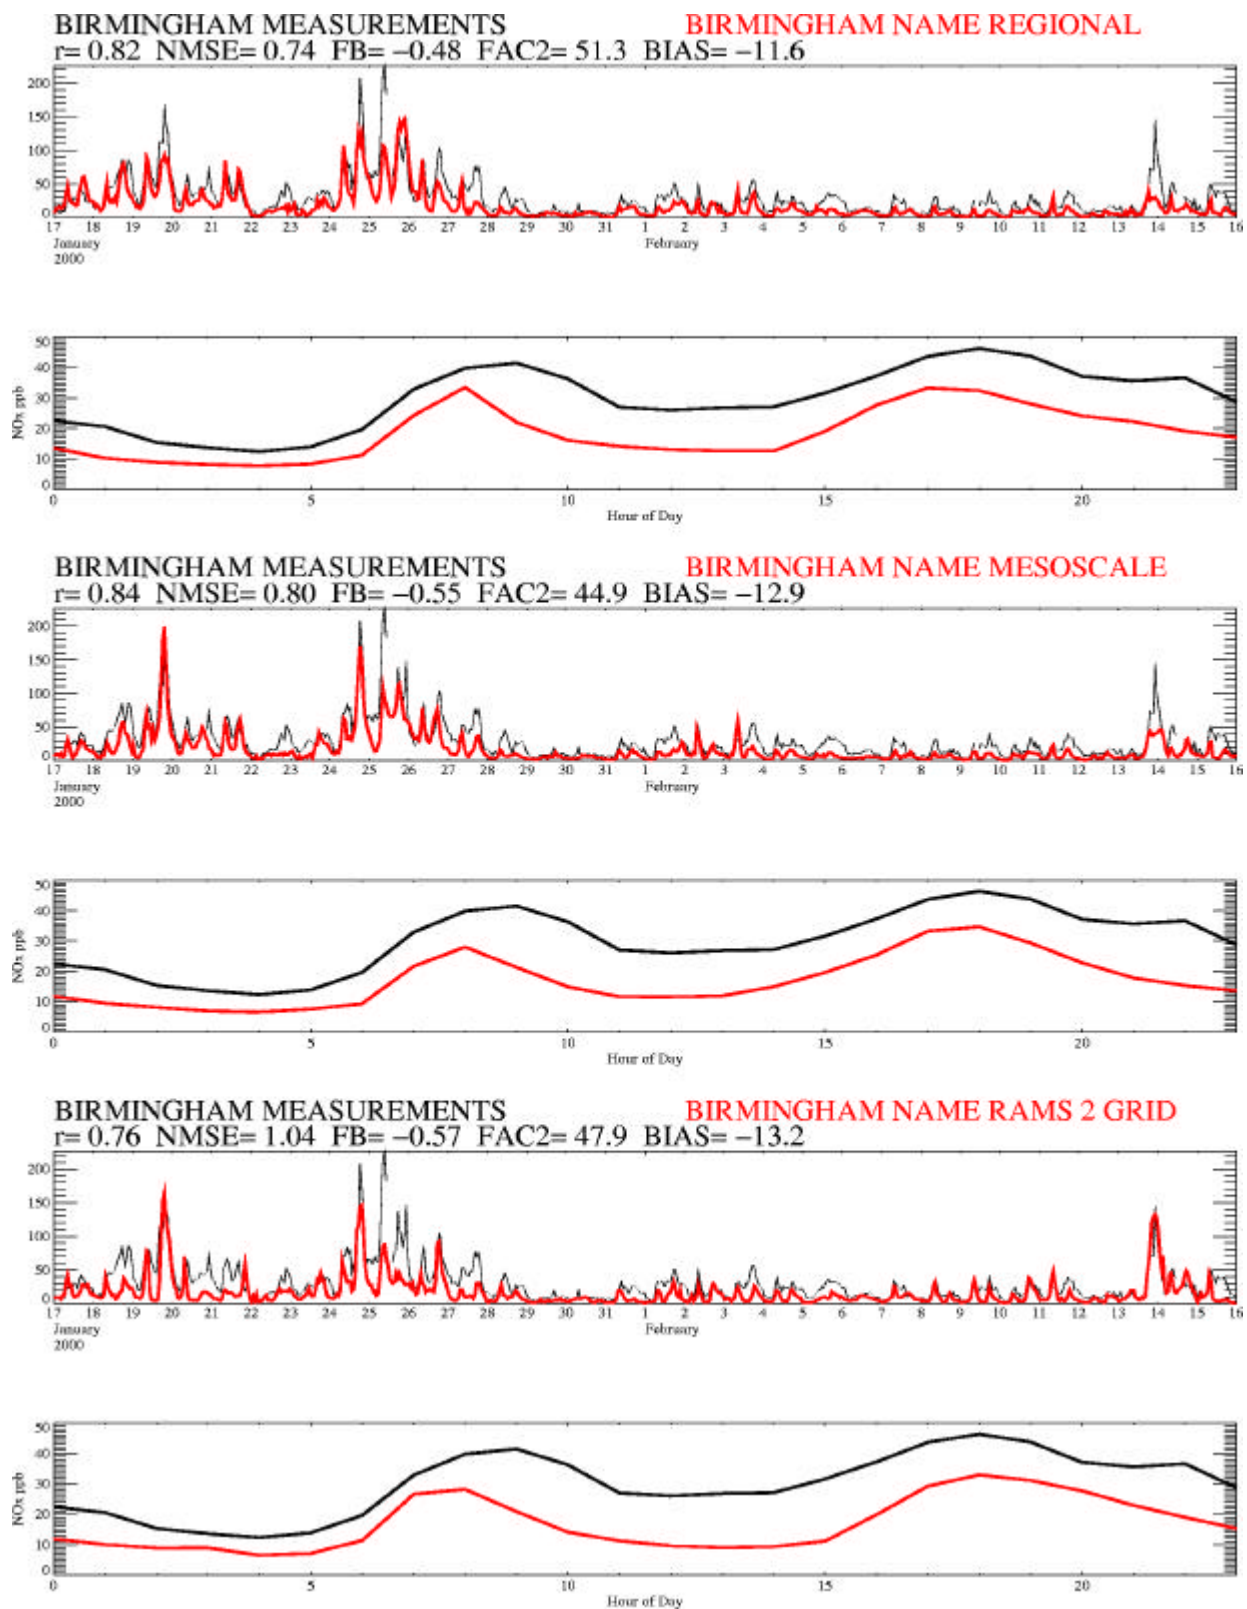 BIRMINGHAM MEASUREMENTS BIRMINGHAM NAME REGIONAL
r= 0.82 NMSE= 0.74 FB= −0.48 FAC2= 51.3 BIAS= −11.6
200
150
100
50
0
17 18 19 20 21 22 23 24 25 26 27 28 29 30 31 1 2 3 4 5 6 7 8 9 10 11 12 13 14 15 16
January February
2000
50
40
30
20
10
0
NOx ppb
0 5 10 15 20
Hour of Day
BIRMINGHAM MEASUREMENTS BIRMINGHAM NAME MESOSCALE
r= 0.84 NMSE= 0.80 FB= −0.55 FAC2= 44.9 BIAS= −12.9
200
150
100
50
0
17 18 19 20 21 22 23 24 25 26 27 28 29 30 31 1 2 3 4 5 6 7 8 9 10 11 12 13 14 15 16
January February
2000
50
40
30
20
10
0
NOx ppb
0 5 10 15 20
Hour of Day
BIRMINGHAM MEASUREMENTS BIRMINGHAM NAME RAMS 2 GRID
r= 0.76 NMSE= 1.04 FB= −0.57 FAC2= 47.9 BIAS= −13.2
200
150
100
50
0
17 18 19 20 21 22 23 24 25 26 27 28 29 30 31 1 2 3 4 5 6 7 8 9 10 11 12 13 14 15 16
January February
2000
50
40
30
20
10
0
NOx ppb
0 5 10 15 20
Hour of Day